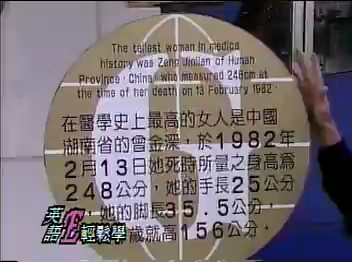 The tallest woman in medica
history was Zeng Jinlian of Hunan
Province, China, who measured 248cm at
the time of her death on 13 February 1982.
在醫學史上最高的女人是中國
湖南省的曾金深，於1982年
2月13日她死時所量之身高為
248公分，她的手長25公分
，她的脚長35.5公分，
歲就高156公分．
英語E輕鬆學